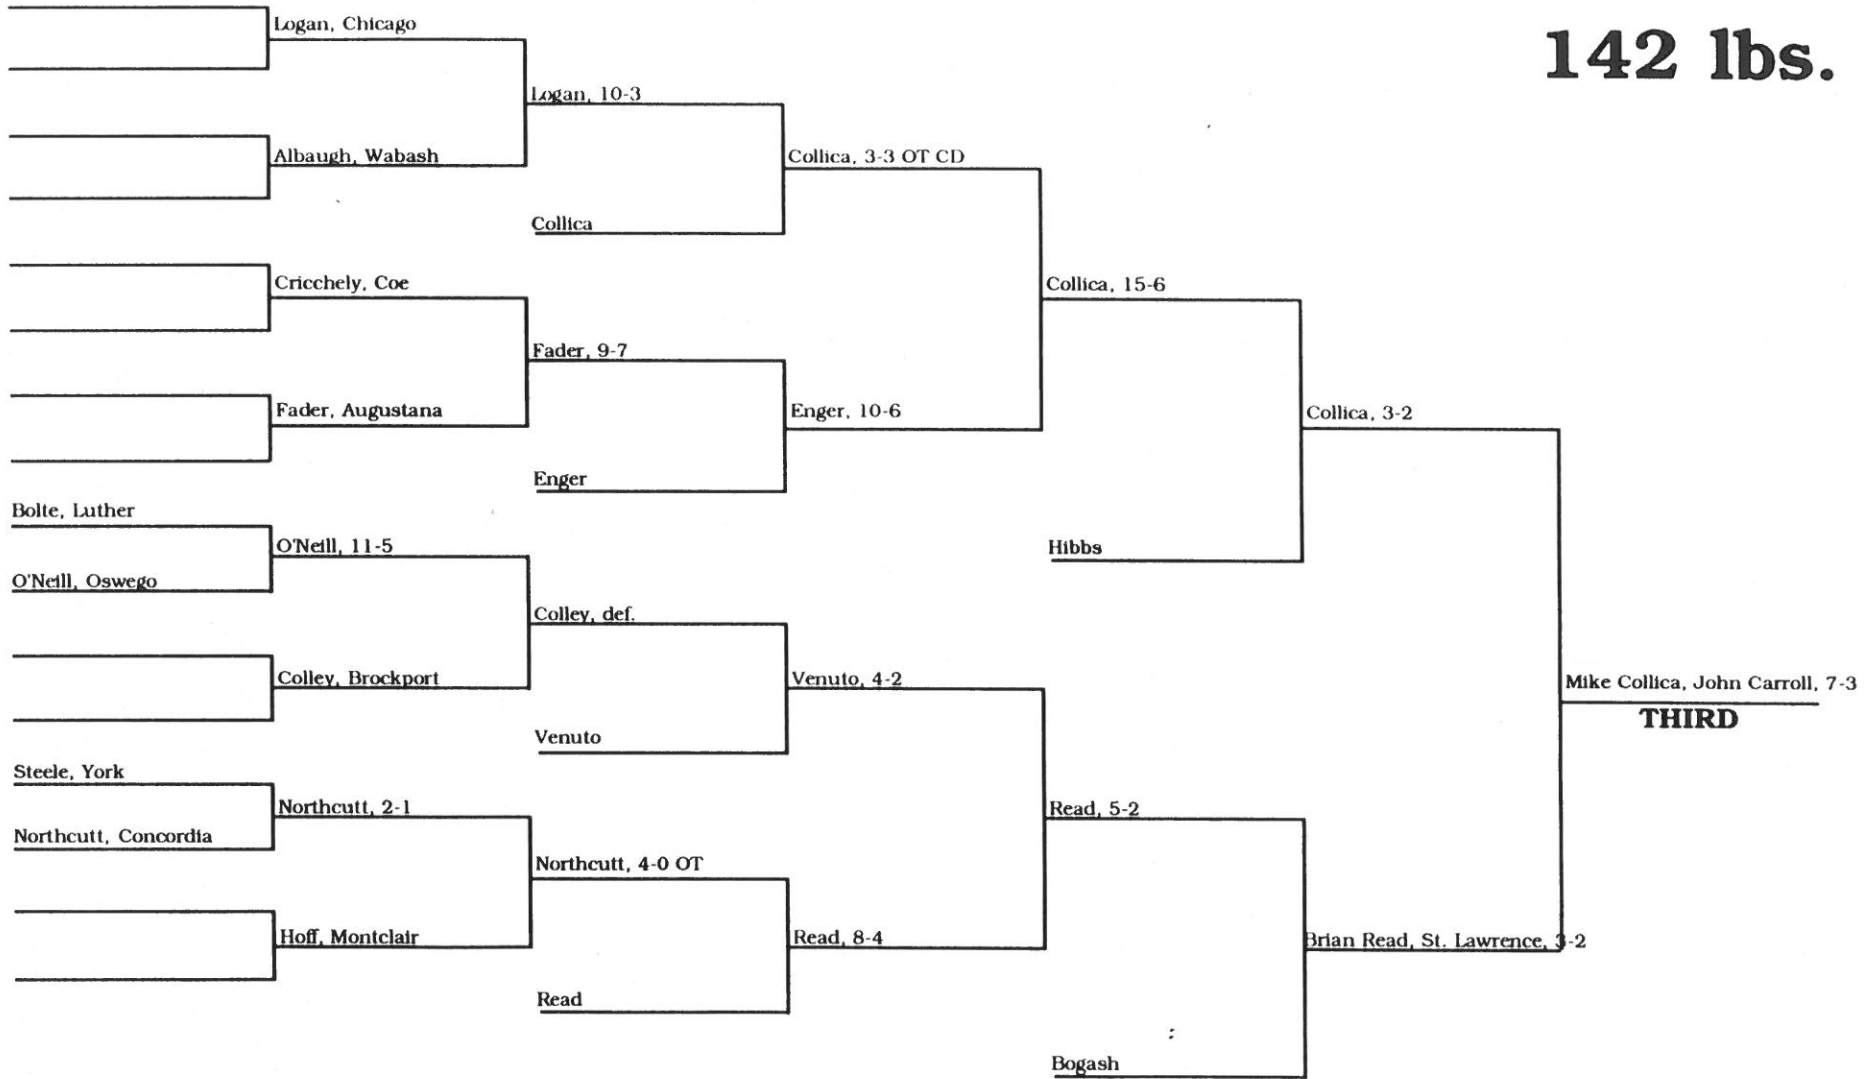 142 lbs.
Logan, Chicago
Logan, 10-3
Albaugh, Wabash
Collica, 3-3 OT CD
Collica
Cricchely, Coe
Collica, 15-6
Fader, 9-7
Fader, Augustana
Enger, 10-6
Collica, 3-2
Enger
Bolte, Luther
O'Neill, 11-5
Hibbs
O'Neill, Oswego
Colley, def.
Colley, Brockport
Venuto, 4-2
Mike Collica, John Carroll, 7-3
THIRD
Venuto
Steele, York
Northcutt, 2-1
Read, 5-2
Northcutt, Concordia
Northcutt, 4-0 OT
Hoff, Montclair
Read, 8-4
Brian Read, St. Lawrence, 3-2
Read
Bogash